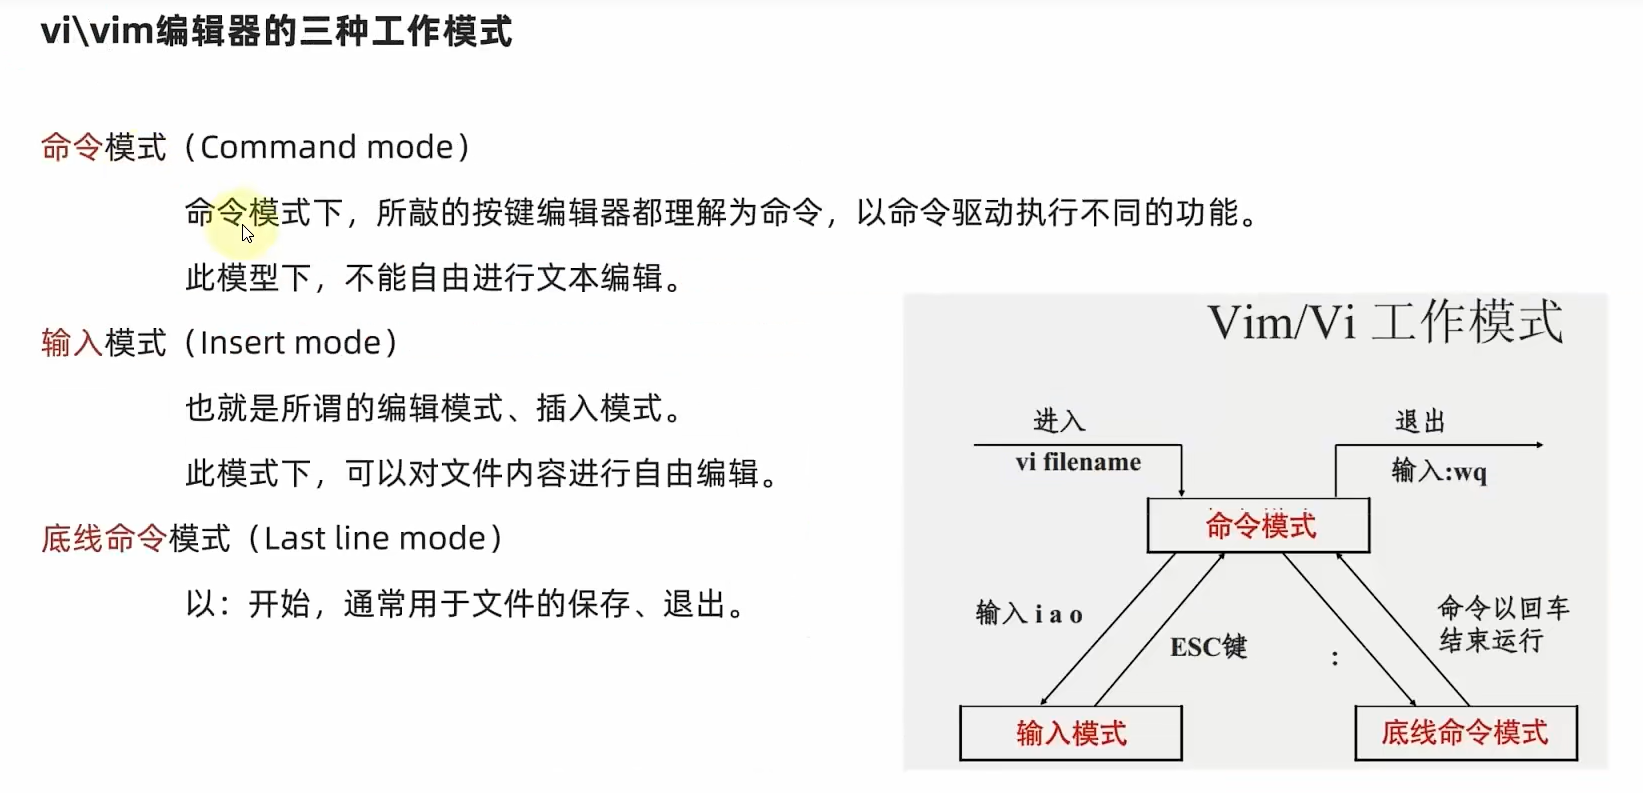 vi\vim编辑器的三种工作模式
命令模式（Command mode）
命令模式下，所敲的按键编辑器都理解为命令，以命令驱动执行不同的功能。
此模型下，不能自由进行文本编辑。
输入模式（Insert mode）
也就是所谓的编辑模式、插入模式。
此模式下，可以对文件内容进行自由编辑。
底线命令模式（Last line mode）
以：开始，通常用于文件的保存、退出。
Vim/Vi 工作模式
进入
vi filename
退出
输入:wq
命令模式
输入 i a o
ESC键
:
命令以回车
结束运行
输入模式
底线命令模式